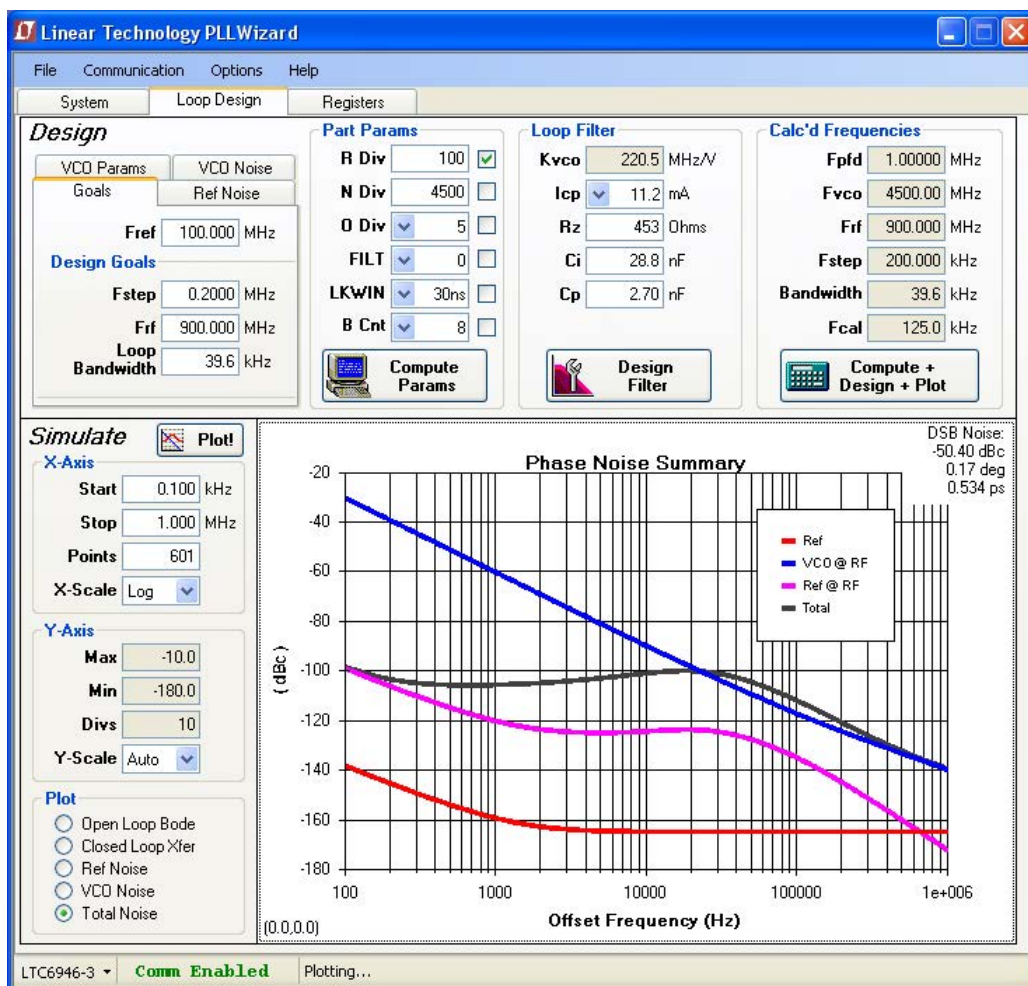 Linear Technology PLLWizard
File Communication Options Help
System Loop Design Registers
Design
VCO Params VCO Noise
Goals Ref Noise
Fref 100.000 MHz
Design Goals
Fstep 0.2000 MHz
Frf 900.000 MHz
Loop
Bandwidth 39.6 kHz
Part Params
R Div 100
N Div 4500
O Div 5
FILT 0
LKWIN 30ns
B Cnt 8
Compute
Params
Loop Filter
Kvco 220.5 MHz/V
Icp 11.2 mA
Rz 453 Ohms
Ci 28.8 nF
Cp 2.70 nF
Design
Filter
Calc'd Frequencies
Fpfd 1.00000 MHz
Fvco 4500.00 MHz
Frf 900.000 MHz
Fstep 200.000 kHz
Bandwidth 39.6 kHz
Fcal 125.0 kHz
Compute +
Design + Plot
Simulate Plot!
X-Axis
Start 0.100 kHz
Stop 1.000 MHz
Points 601
X-Scale Log
Y-Axis
Max -10.0
Min -180.0
Divs 10
Y-Scale Auto
Plot
Open Loop Bode
Closed Loop Xfer
Ref Noise
VCO Noise
Total Noise
DSB Noise:
-50.40 dBc
0.17 deg
0.534 ps
Phase Noise Summary
Ref
VCO @ RF
Ref @ RF
Total
(dBc)
-20
-40
-60
-80
-100
-120
-140
-160
-180
100 1000 10000 100000 1e+006
Offset Frequency (Hz)
(0.0,0.0)
LTC6946-3 Comm Enabled Plotting...